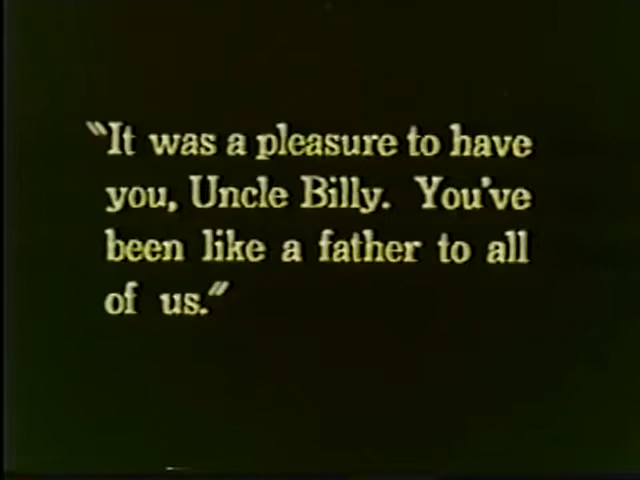 "It was a pleasure to have
you, Uncle Billy. You've
been like a father to all
of us."